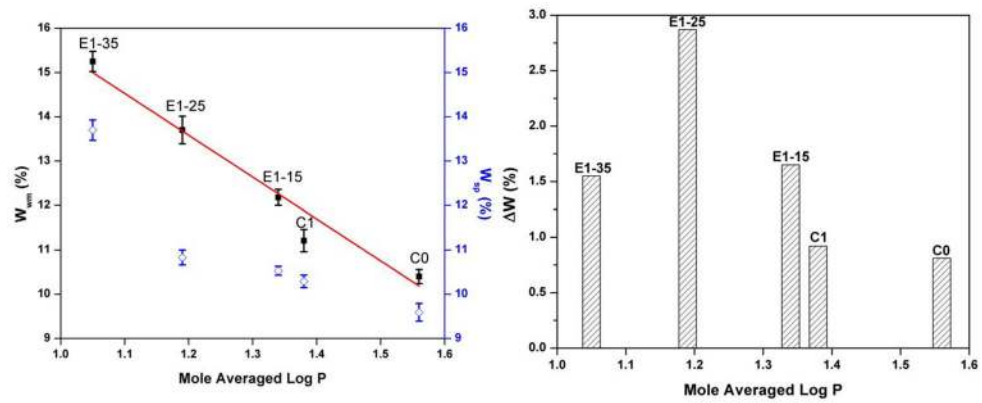 16
15
14
13
12
11
10
9
W_wm (%)
E1-35
E1-25
E1-15
C1
C0
16
15
14
13
12
11
10
9
W_sp (%)
1.0 1.1 1.2 1.3 1.4 1.5 1.6
Mole Averaged Log P
3.0
2.5
2.0
1.5
1.0
0.5
0.0
ΔW (%)
E1-25
E1-35
E1-15
C1
C0
1.0 1.1 1.2 1.3 1.4 1.5 1.6
Mole Averaged Log P